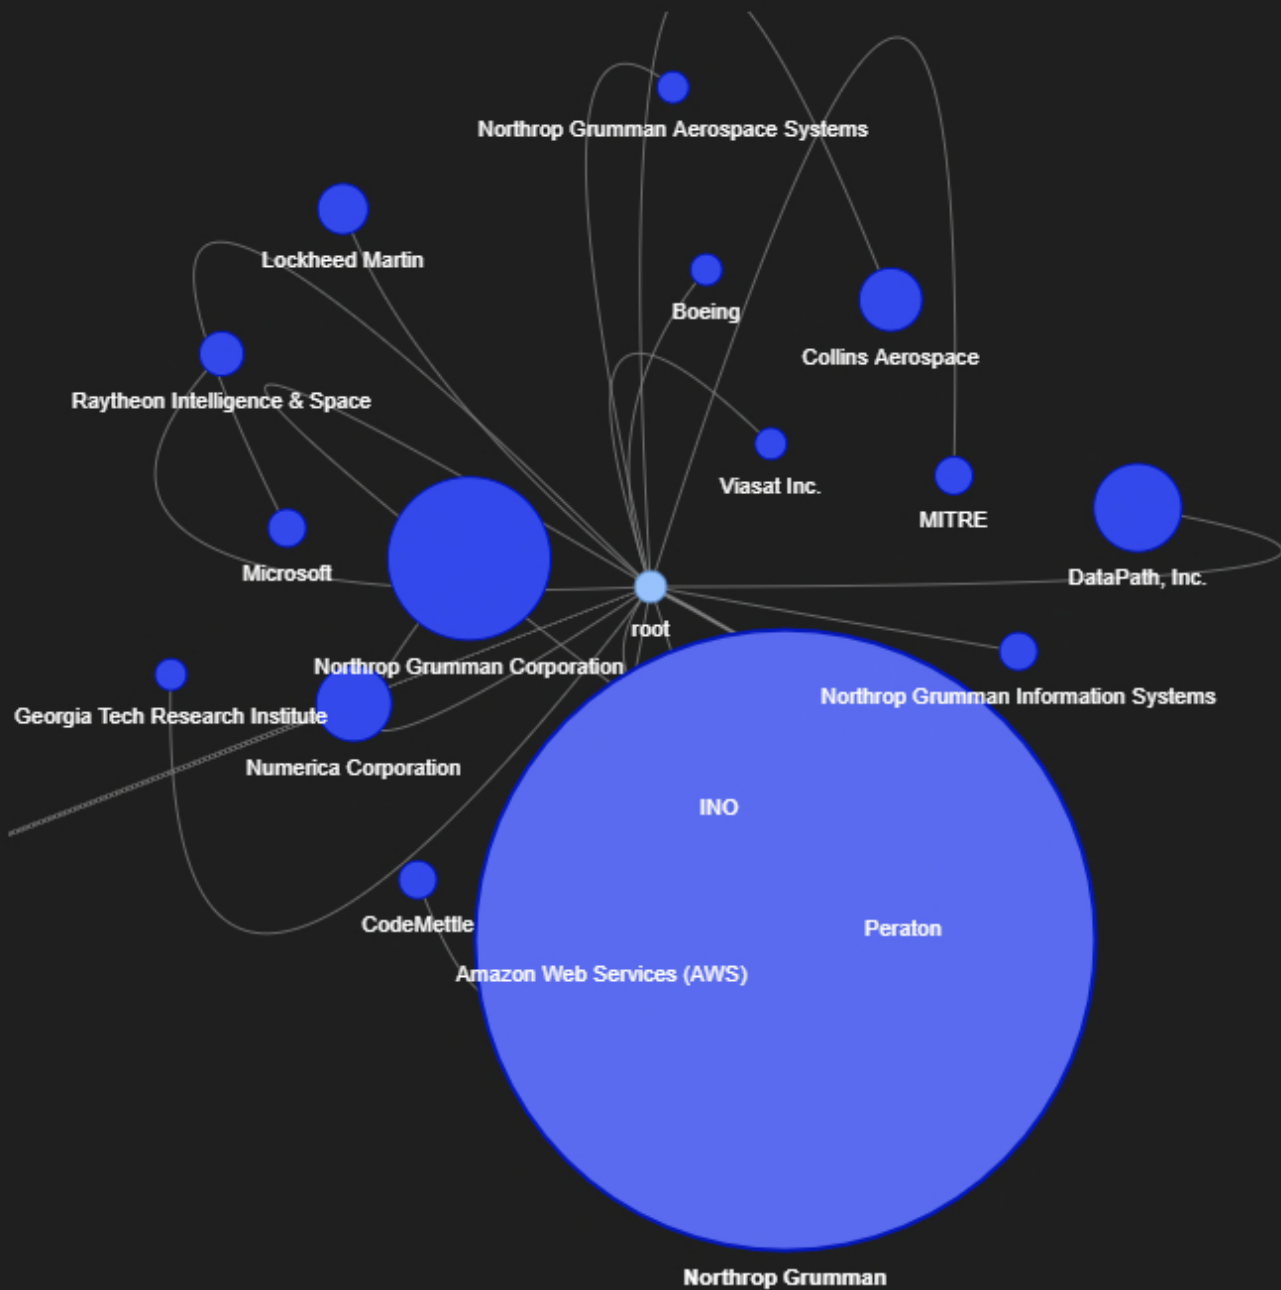 Northrop Grumman Aerospace Systems
Lockheed Martin
Boeing
Collins Aerospace
Raytheon Intelligence & Space
Viasat Inc.
MITRE
Microsoft
DataPath, Inc.
root
Northrop Grumman Corporation
Northrop Grumman Information Systems
Georgia Tech Research Institute
Numerica Corporation
INO
CodeMettle
Peraton
Amazon Web Services (AWS)
Northrop Grumman